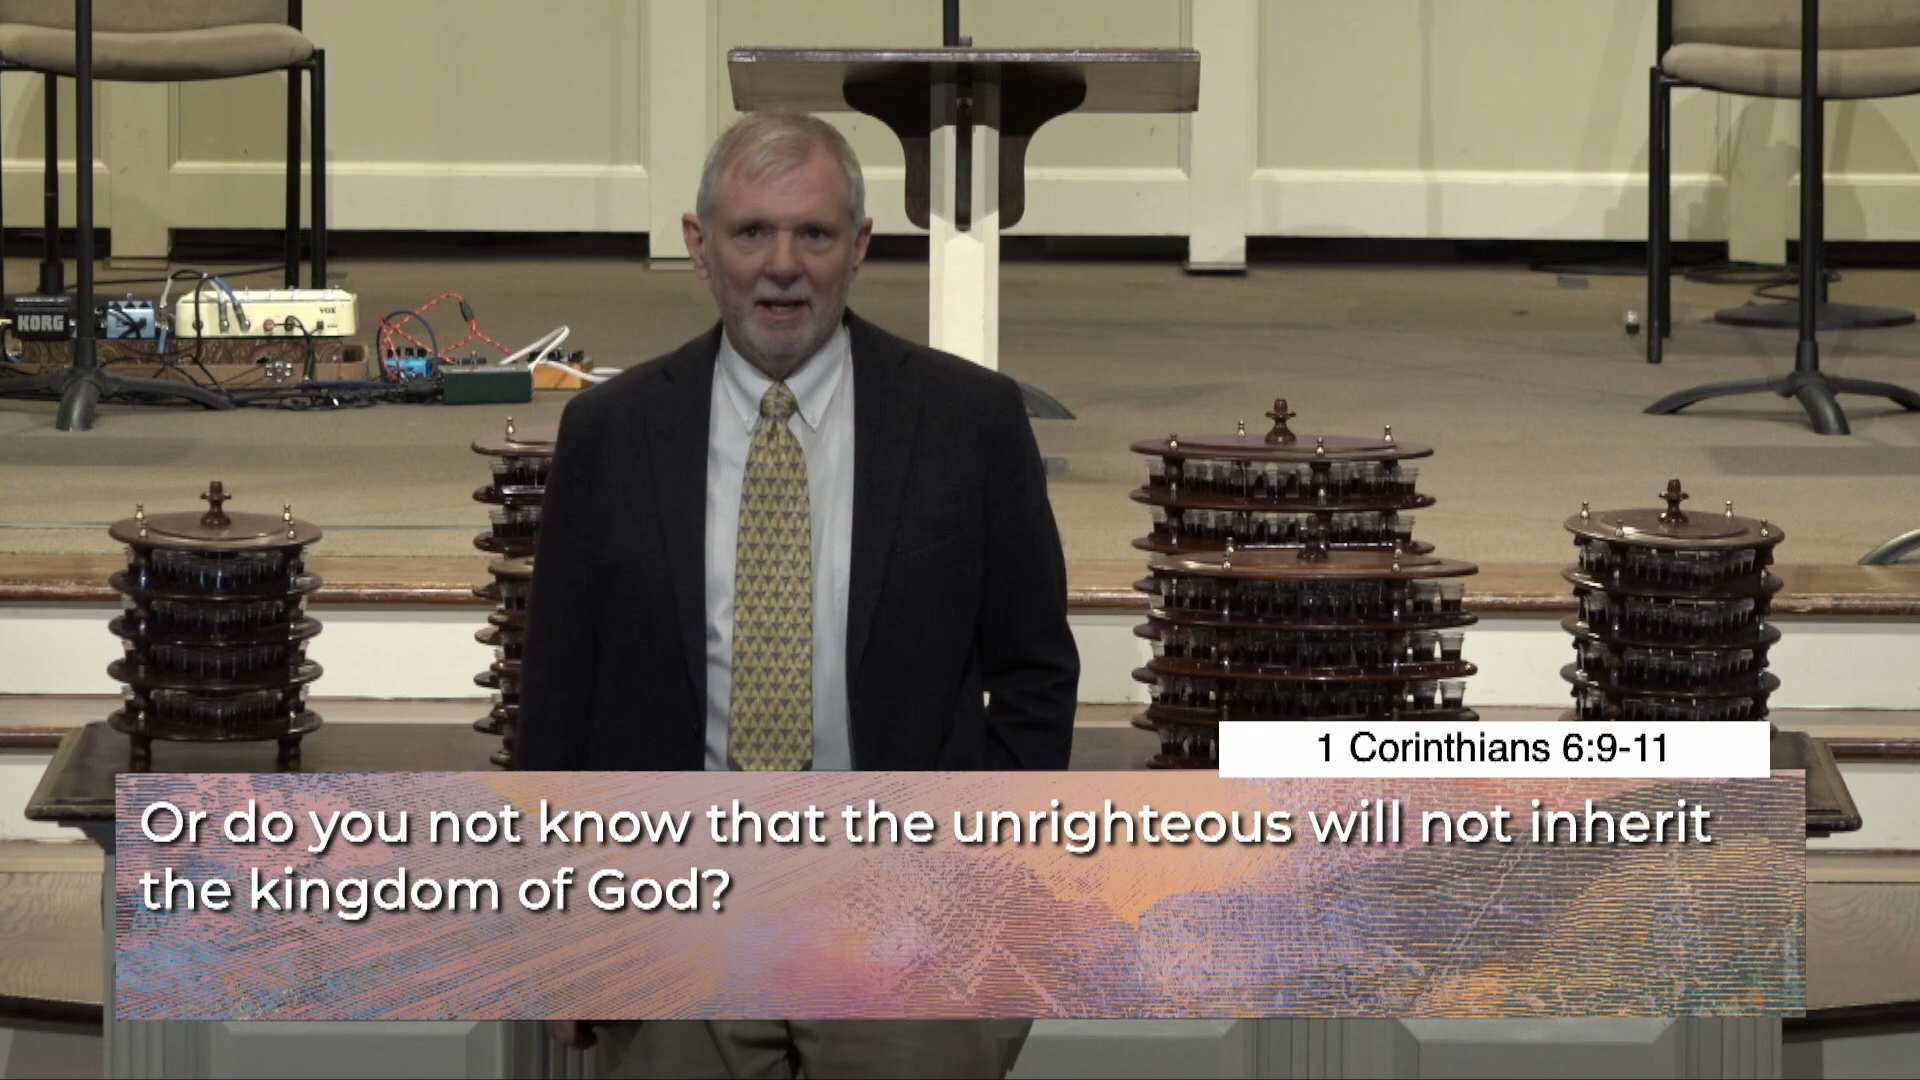 VOX
KORG
1 Corinthians 6:9-11
Or do you not know that the unrighteous will not inherit
the kingdom of God?